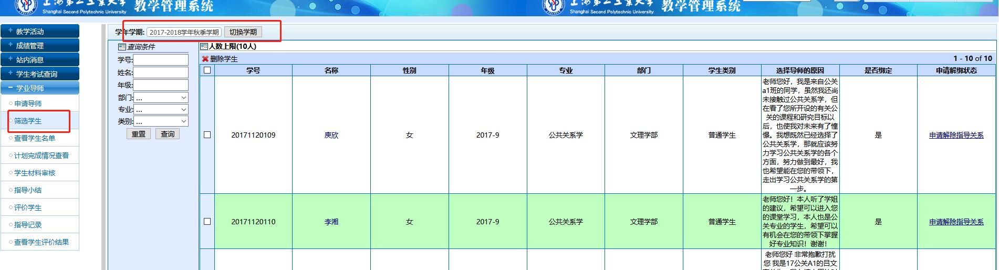 上海第二工业大学 教学管理系统
Shanghai Second Polytechnic University
上海第二工业大学 教学管理系统
Shanghai Second Polytechnic University
教学活动
成绩管理
站内消息
学生考试查询
学业导师
申请导师
筛选学生
查看学生名单
计划完成情况查看
学生材料审核
指导小结
评价学生
指导记录
查看学生评价结果
学年学期: 2017-2018学年秋季学期 切换学期
查询条件
学号:
姓名:
年级:
部门: ...
专业: ...
类别: ...
重置 查询
人数上限(10人)
删除学生 1 - 10 of 10
学号 名称 性别 年级 专业 部门 学生类别 选择导师的原因 是否绑定 申请解绑状态
20171120109 庾欣 女 2017-9 公共关系学 文理学部 普通学生
老师您好，我是来自公关
a1班的同学，虽然我还尚
未接触过公共关系学，但
在看了您所开设的有关公
关的课程和研究目标以
后，也使我对未来有了憧
憬。我想既然已经选择了
公共关系学，那就应该努
力学习公共关系学的各个
方面，努力做到最好，我
也希望能在您的带领下，
走出学习公共关系学的第
一步。
是 申请解除指导关系
20171120110 李湘 女 2017-9 公共关系学 文理学部 普通学生
老师您好！本人听了学姐
的建议，希望可以进入您
的课堂学习，本人也是公
关专业的学生，希望可以
有机会在您的带领下掌握
好专业知识！谢谢！
是 申请解除指导关系
老师您好 非常抱歉打扰
您 我是17公关A1的吕文